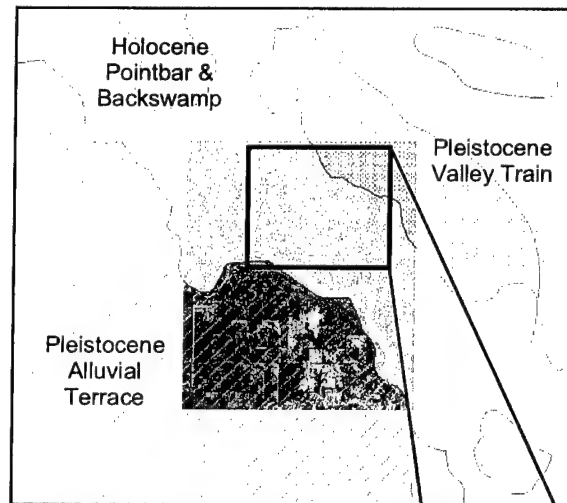 Holocene
Pointbar &
Backswamp
Pleistocene
Valley Train
Pleistocene
Alluvial
Terrace